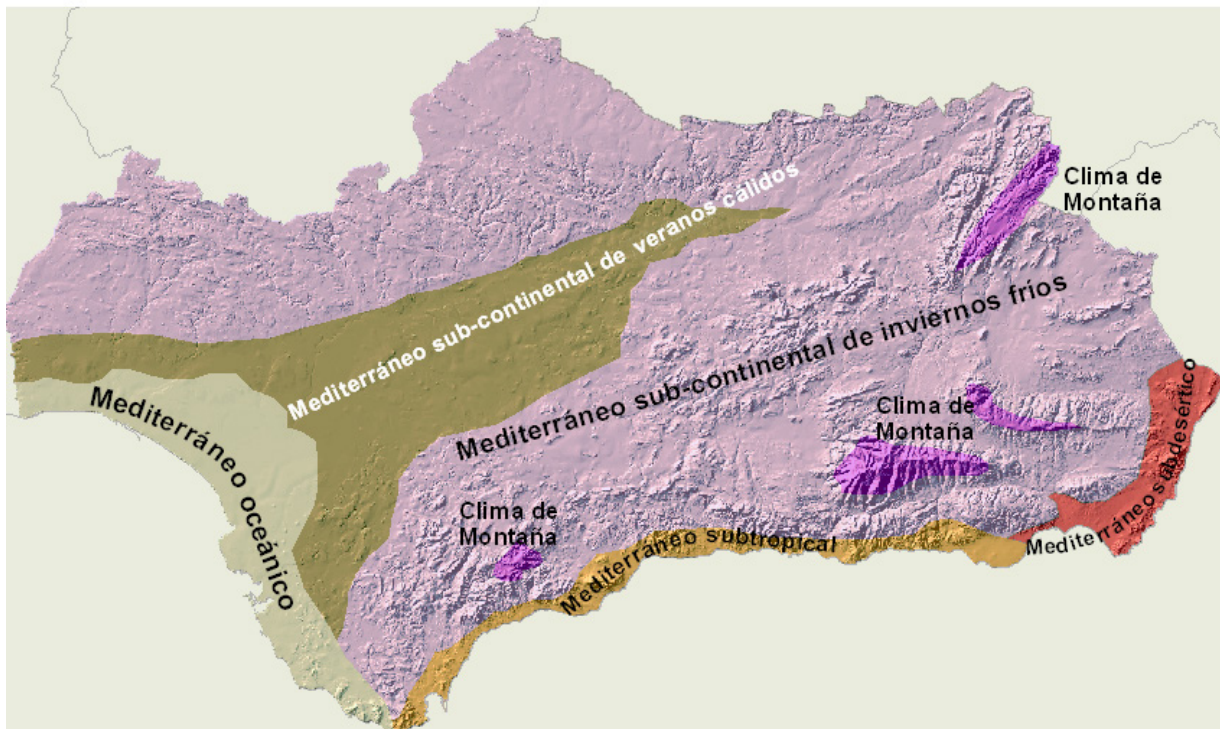 Clima de
Montaña
Mediterráneo sub-continental de veranos cálidos
Mediterráneo sub-continental de inviernos fríos
Mediterráneo oceánico
Clima de
Montaña
Clima de
Montaña
Mediterráneo subtropical
Mediterráneo subdesértico